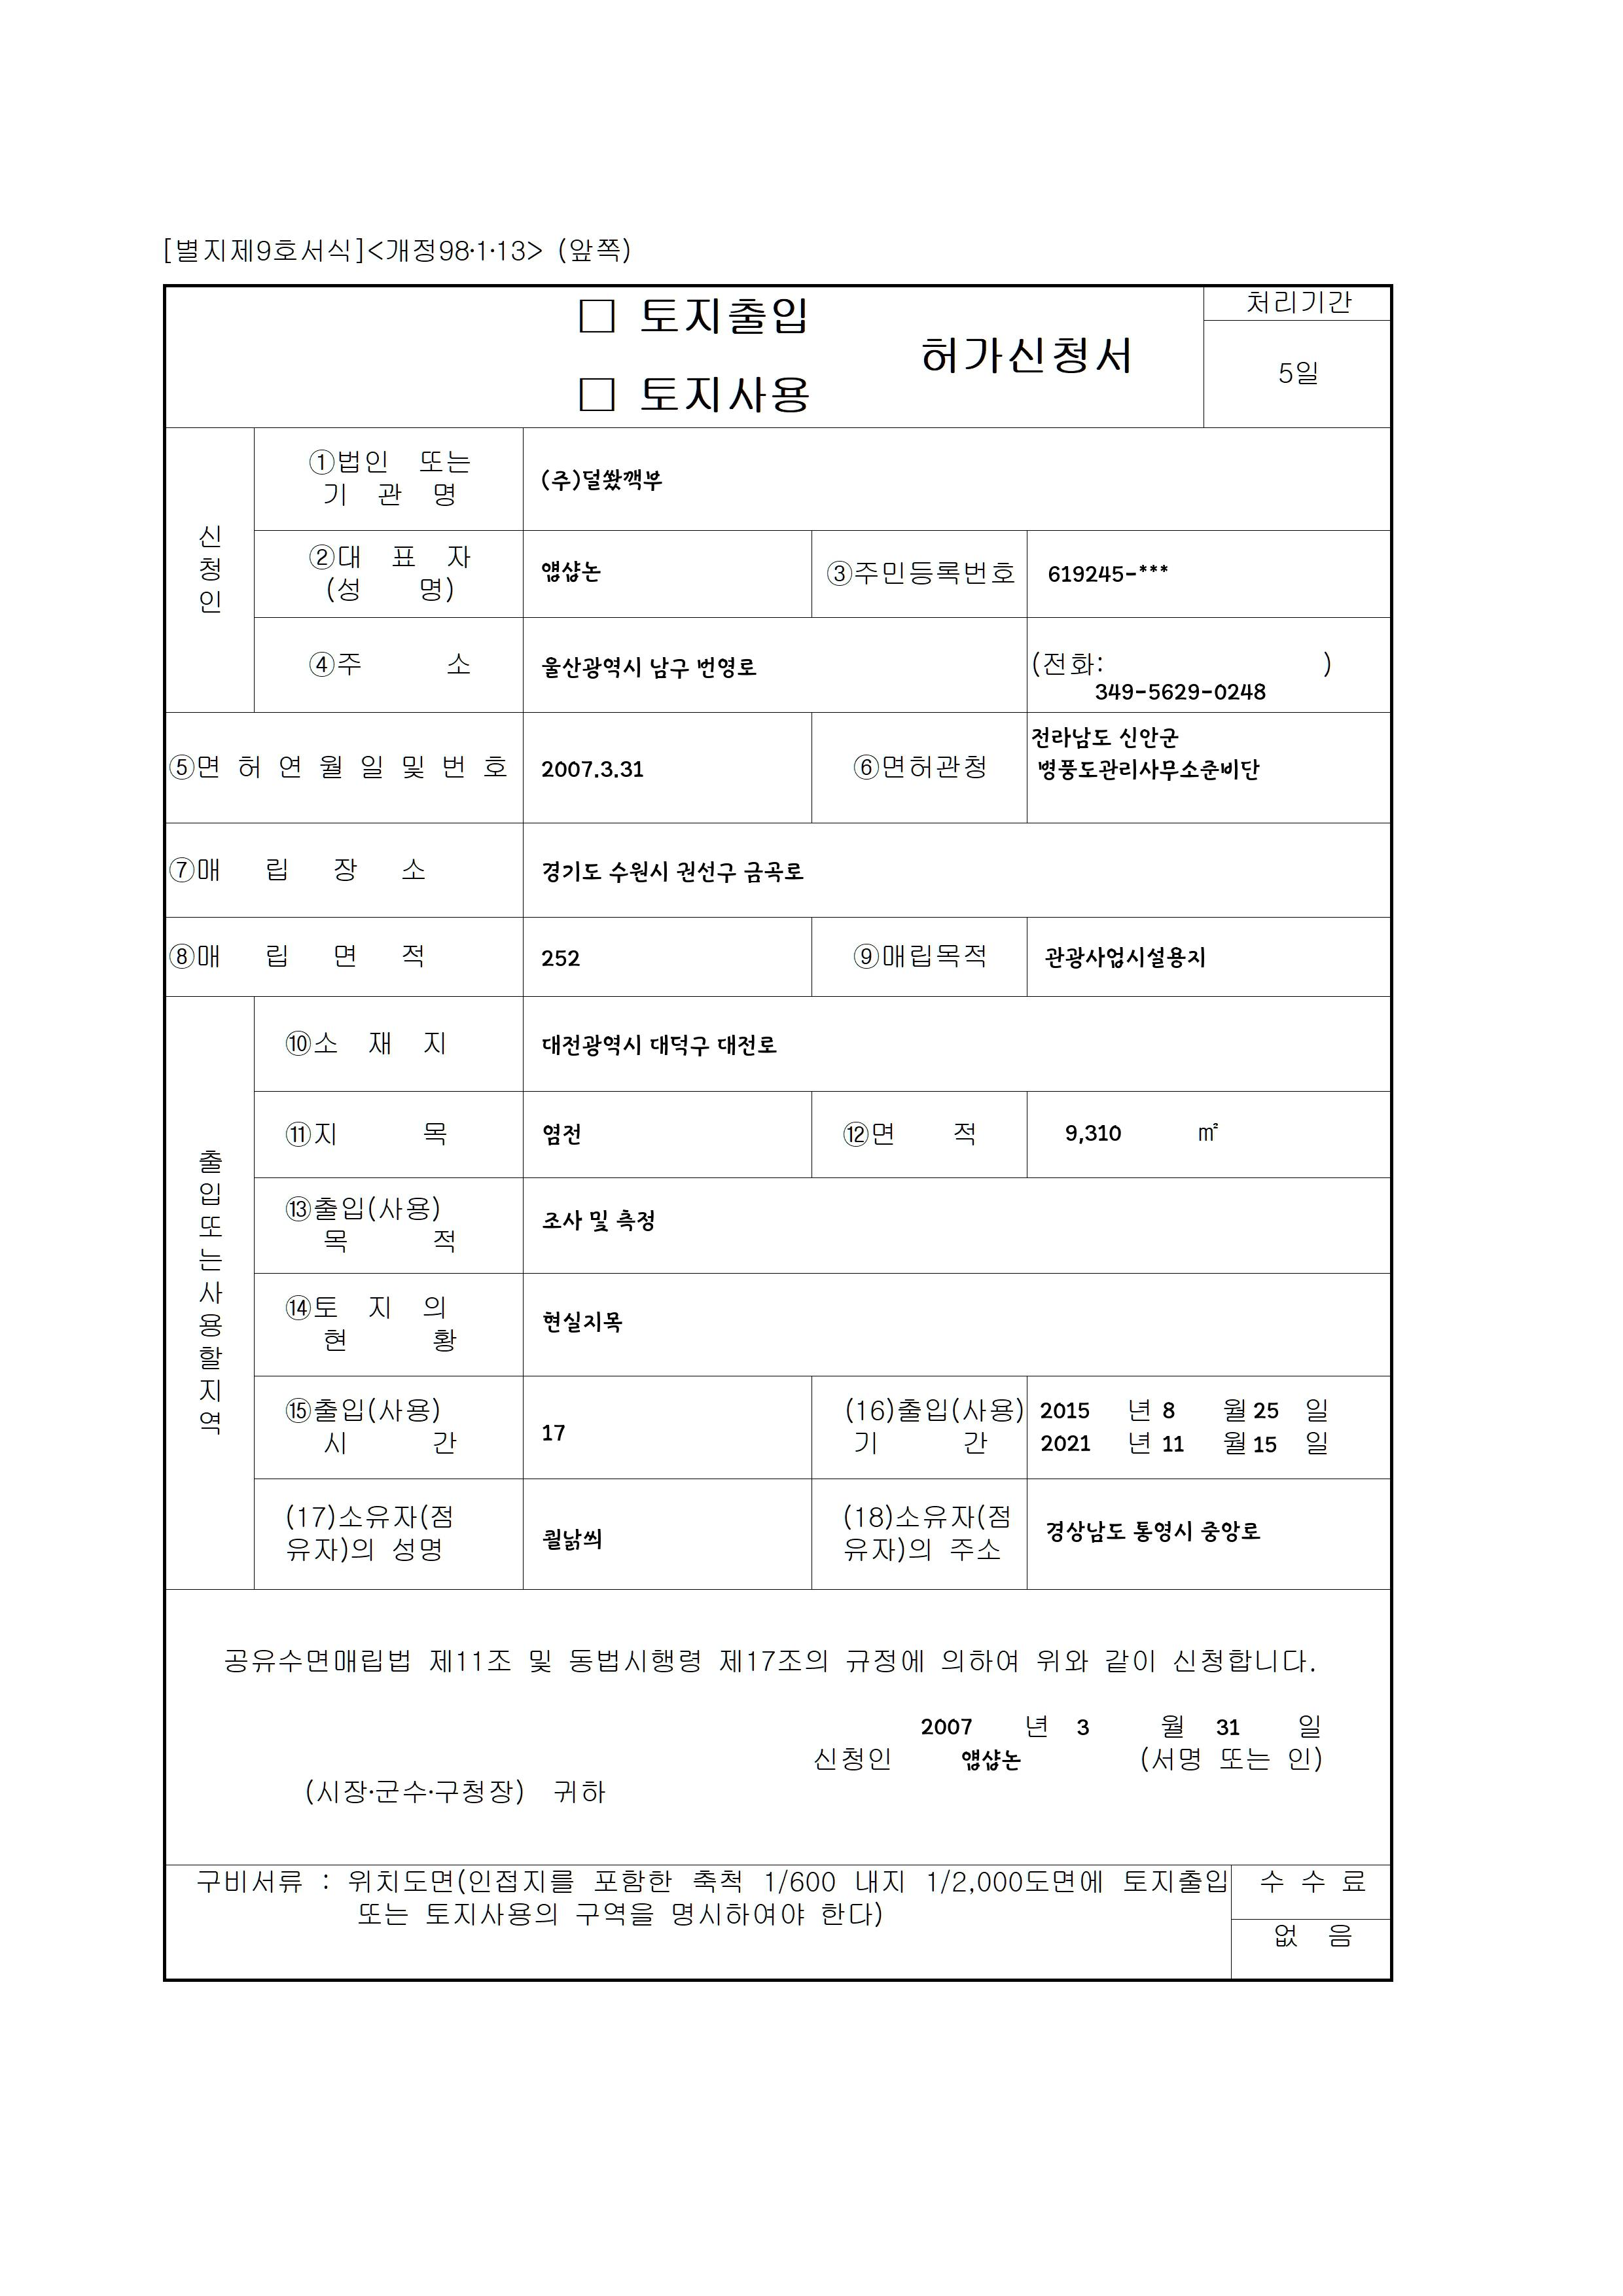 [별지제9호서식]<개정98·1·13> (앞쪽)
□ 토지출입
□ 토지사용
허가신청서
처리기간
5일
신청인
①법인 또는
기 관 명
(주)덜쐈깩부
②대 표 자
(성 명)
얩샵논
③주민등록번호
619245-***
④주 소
울산광역시 남구 번영로
(전화: )
349-5629-0248
⑤면 허 연 월 일 및 번 호
2007.3.31
⑥면허관청
전라남도 신안군
병풍도관리사무소준비단
⑦매 립 장 소
경기도 수원시 권선구 금곡로
⑧매 립 면 적
252
⑨매립목적
관광사업시설용지
출입또는사용할지역
⑩소 재 지
대전광역시 대덕구 대전로
⑪지 목
염전
⑫면 적
9,310 ㎡
⑬출입(사용)
목 적
조사 및 측정
⑭토 지 의
현 황
현실지목
⑮출입(사용)
시 간
17
(16)출입(사용)
기 간
2015 년 8 월 25 일
2021 년 11 월 15 일
(17)소유자(점
유자)의 성명
큅낡씌
(18)소유자(점
유자)의 주소
경상남도 통영시 중앙로
공유수면매립법 제11조 및 동법시행령 제17조의 규정에 의하여 위와 같이 신청합니다.
2007 년 3 월 31 일
신청인 얩샵논 (서명 또는 인)
(시장·군수·구청장) 귀하
구비서류 : 위치도면(인접지를 포함한 축척 1/600 내지 1/2,000도면에 토지출입
또는 토지사용의 구역을 명시하여야 한다)
수 수 료
없 음